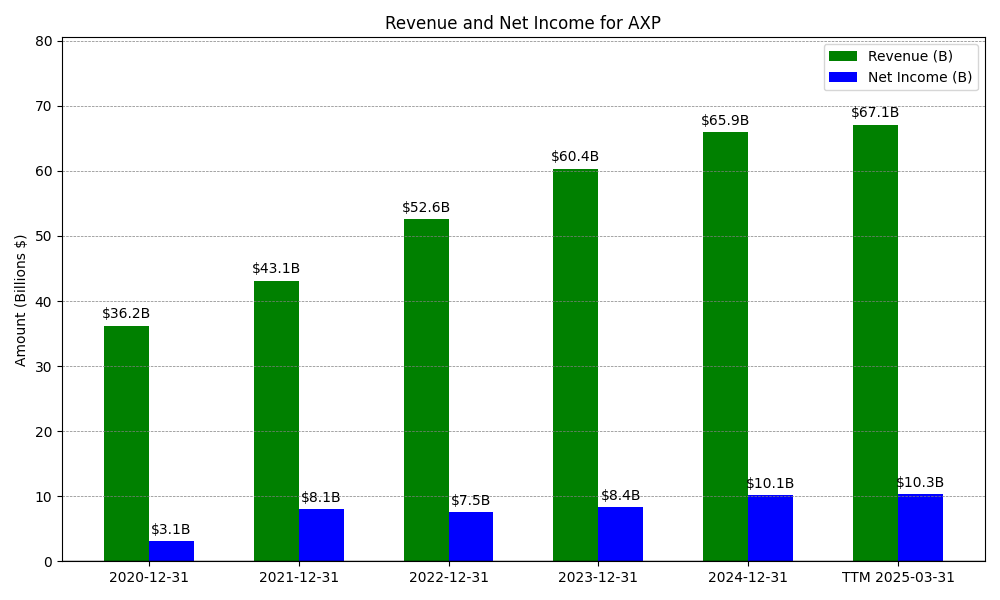 Revenue and Net Income for AXP
80
70
60
50
40
30
20
10
0
Amount (Billions $)
Revenue (B)
Net Income (B)
$36.2B
$3.1B
$43.1B
$8.1B
$52.6B
$7.5B
$60.4B
$8.4B
$65.9B
$10.1B
$67.1B
$10.3B
2020-12-31
2021-12-31
2022-12-31
2023-12-31
2024-12-31
TTM 2025-03-31